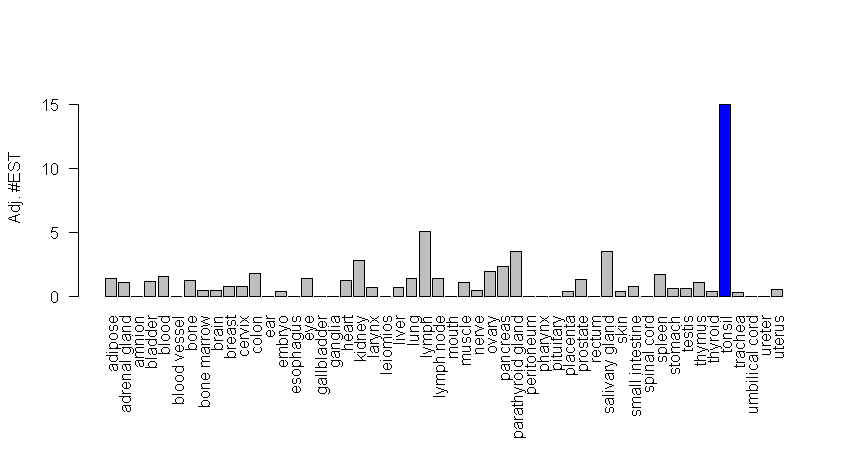 Adj. #EST
15
10
5
0
adipose
adrenal gland
amnion
bladder
blood
blood vessel
bone
bone marrow
brain
breast
cervix
colon
ear
embryo
esophagus
eye
gallbladder
ganglia
heart
kidney
larynx
leiomios
liver
lung
lymph
lymph node
mouth
muscle
nerve
ovary
pancreas
parathyroid gland
peritoneum
pharynx
pituitary
placenta
prostate
rectum
salivary gland
skin
small intestine
spinal cord
spleen
stomach
testis
thymus
thyroid
tonsil
trachea
umbilical cord
ureter
uterus